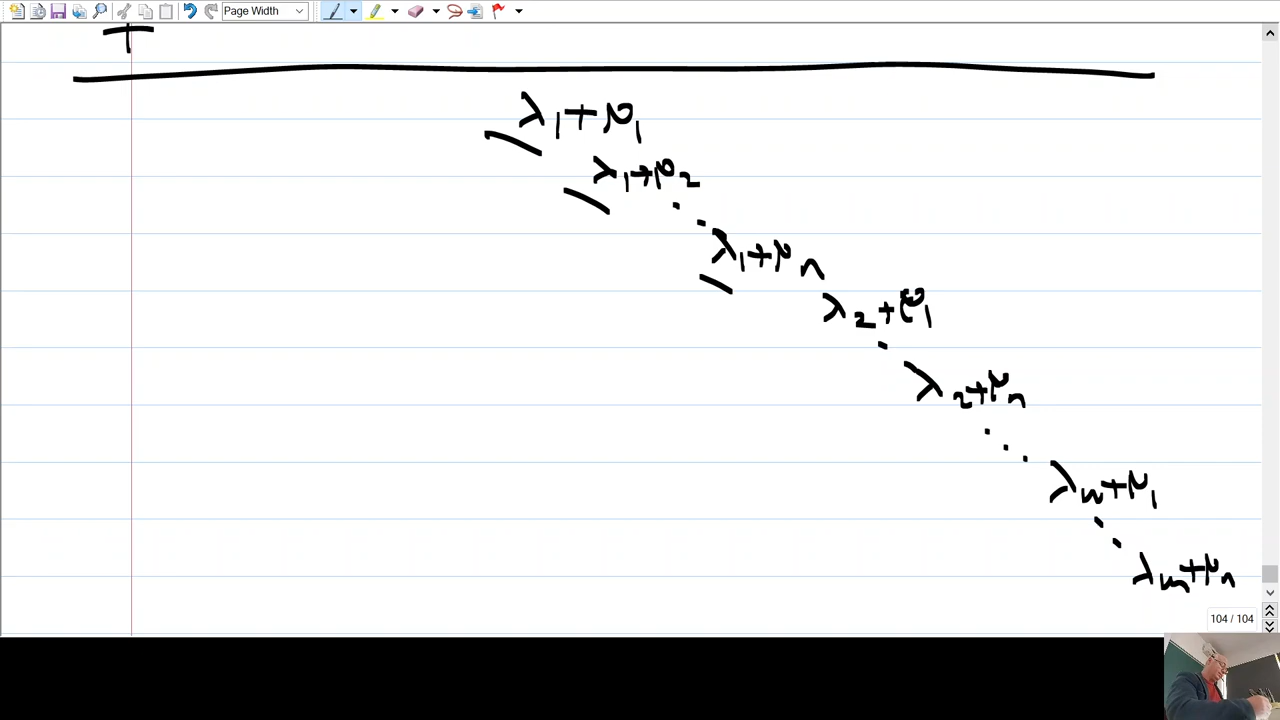 Page Width
+
λ₁+μ₁
λ₁+μ₂
⋱
λ₁+μₙ
λ₂+μ₁
⋱
λ₂+μₙ
⋱
λₘ+μ₁
⋱
λₘ+μₙ
104 / 104